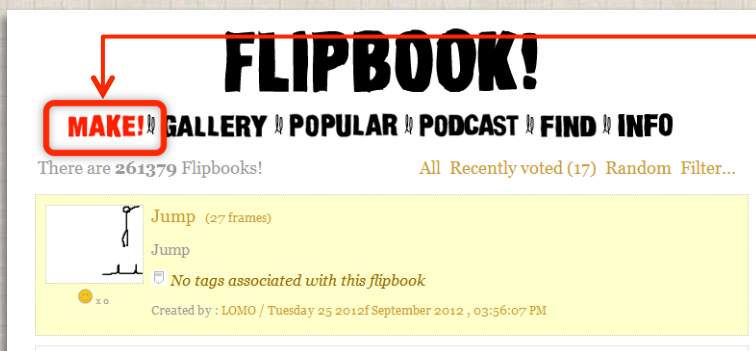 FLIPBOOK!
MAKE! GALLERY POPULAR PODCAST FIND INFO
There are 261379 Flipbooks! All Recently voted (17) Random Filter...
Jump (27 frames)
Jump
No tags associated with this flipbook
x 0
Created by : LOMO / Tuesday 25 2012f September 2012 , 03:56:07 PM